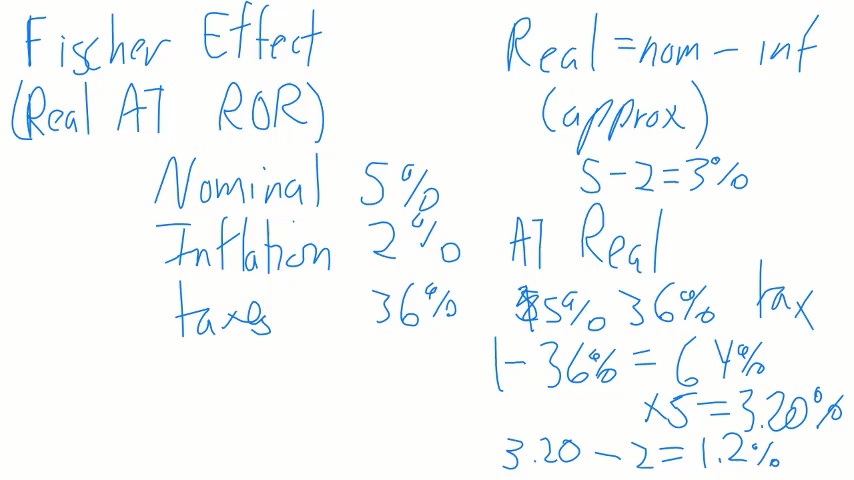 Fischer Effect
(Real AT ROR)
Nominal 5%
Inflation 2%
taxes 36%
Real = nom - inf
(approx)
5 - 2 = 3%
AT Real
5% 36% tax
1 - 36% = 64%
x5 = 3.20%
3.20 - 2 = 1.2%